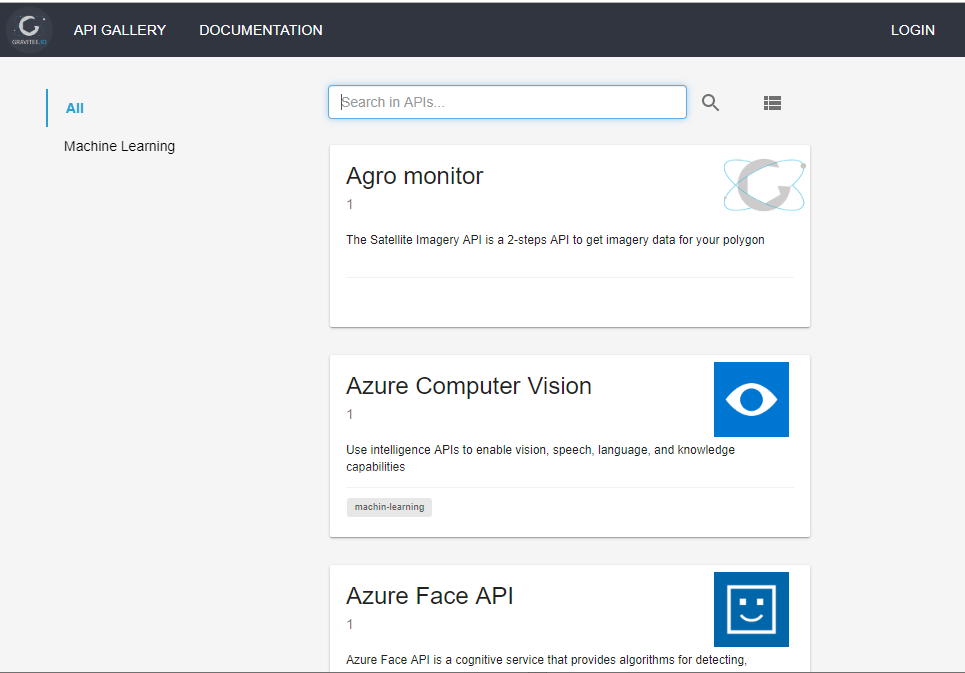 GRAVITEE.IO
API GALLERY
DOCUMENTATION
LOGIN
All
Machine Learning
Search in APIs...
Agro monitor
1
The Satellite Imagery API is a 2-steps API to get imagery data for your polygon
Azure Computer Vision
1
Use intelligence APIs to enable vision, speech, language, and knowledge
capabilities
machin-learning
Azure Face API
1
Azure Face API is a cognitive service that provides algorithms for detecting,